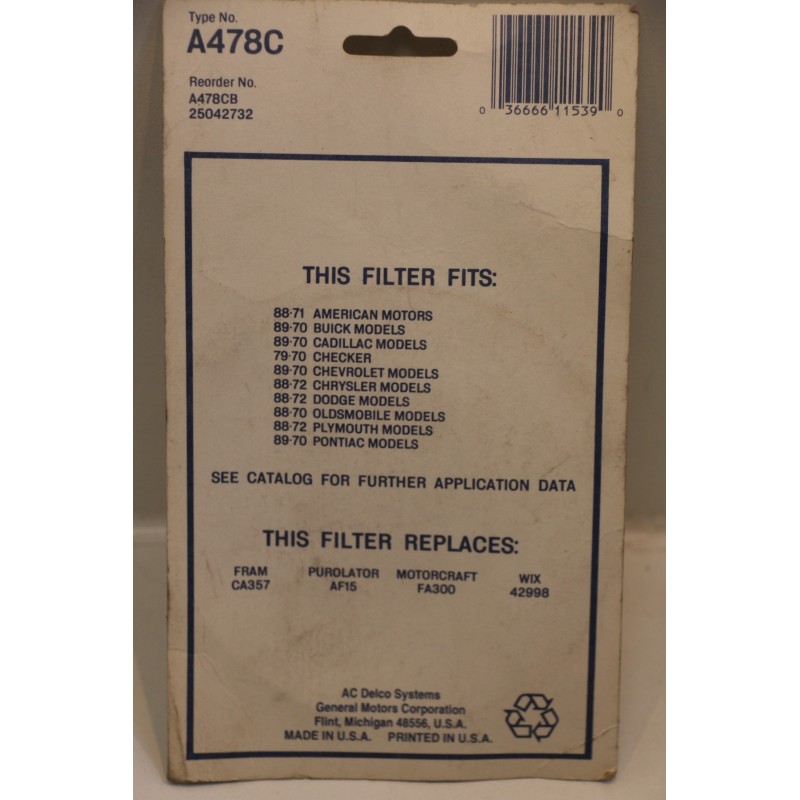 Type No.
A478C
Reorder No.
A478CB
25042732
0 36666 11539 0
THIS FILTER FITS:
88-71 AMERICAN MOTORS
89-70 BUICK MODELS
89-70 CADILLAC MODELS
79-70 CHECKER
89-70 CHEVROLET MODELS
88-72 CHRYSLER MODELS
88-72 DODGE MODELS
88-70 OLDSMOBILE MODELS
88-72 PLYMOUTH MODELS
89-70 PONTIAC MODELS
SEE CATALOG FOR FURTHER APPLICATION DATA
THIS FILTER REPLACES:
FRAM PUROLATOR MOTORCRAFT WIX
CA357 AF15 FA300 42998
AC Delco Systems
General Motors Corporation
Flint, Michigan 48556, U.S.A.
MADE IN U.S.A. PRINTED IN U.S.A.